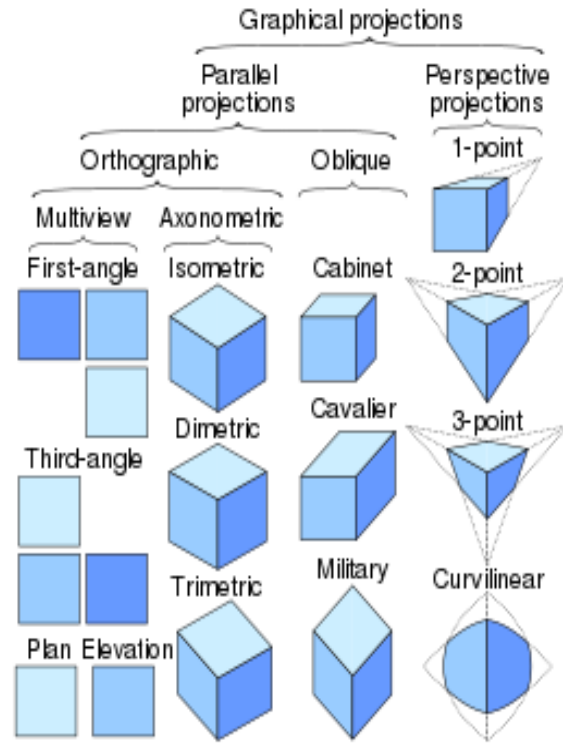 Graphical projections
Parallel projections
Perspective projections
Orthographic
Oblique
1-point
Multiview
Axonometric
First-angle
Isometric
Cabinet
2-point
Third-angle
Dimetric
Cavalier
3-point
Trimetric
Military
Curvilinear
Plan
Elevation